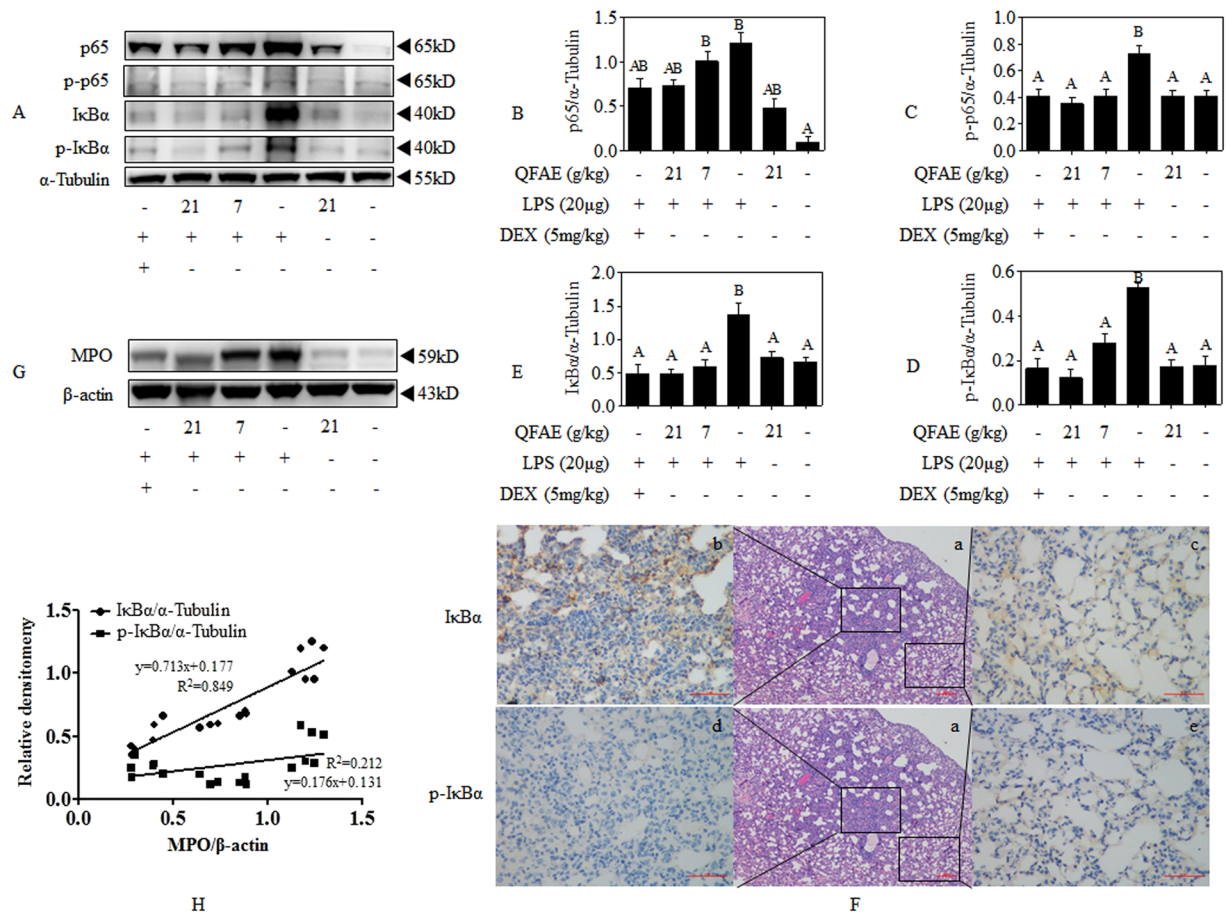 A
p65
65kD
p-p65
65kD
IκBα
40kD
p-IκBα
40kD
α-Tubulin
55kD
- 21 7 - 21 -
+ + + + - -
+ - - - - -
B
p65/α-Tubulin
1.5
1.0
0.5
0.0
AB AB B B AB A
QFAE (g/kg) - 21 7 - 21 -
LPS (20μg) + + + + - -
DEX (5mg/kg) + - - - - -
C
p-p65/α-Tubulin
1.0
0.8
0.6
0.4
0.2
0.0
A A A B A A
QFAE (g/kg) - 21 7 - 21 -
LPS (20μg) + + + + - -
DEX (5mg/kg) + - - - - -
G
MPO
59kD
β-actin
43kD
- 21 7 - 21 -
+ + + + - -
+ - - - - -
E
IκBα/α-Tubulin
2.0
1.5
1.0
0.5
0.0
A A A B A A
QFAE (g/kg) - 21 7 - 21 -
LPS (20μg) + + + + - -
DEX (5mg/kg) + - - - - -
D
p-IκBα/α-Tubulin
0.6
0.4
0.2
0.0
A A A B A A
QFAE (g/kg) - 21 7 - 21 -
LPS (20μg) + + + + - -
DEX (5mg/kg) + - - - - -
Relative densitomeny
1.5
1.0
0.5
0.0
IκBα/α-Tubulin
p-IκBα/α-Tubulin
y=0.713x+0.177
R²=0.849
R²=0.212
y=0.176x+0.131
0.0 0.5 1.0 1.5
MPO/β-actin
H
IκBα
b a c
p-IκBα
d a e
F